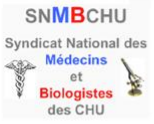 SNMBCHU
Syndicat National des
Médecins
et
Biologistes
des CHU